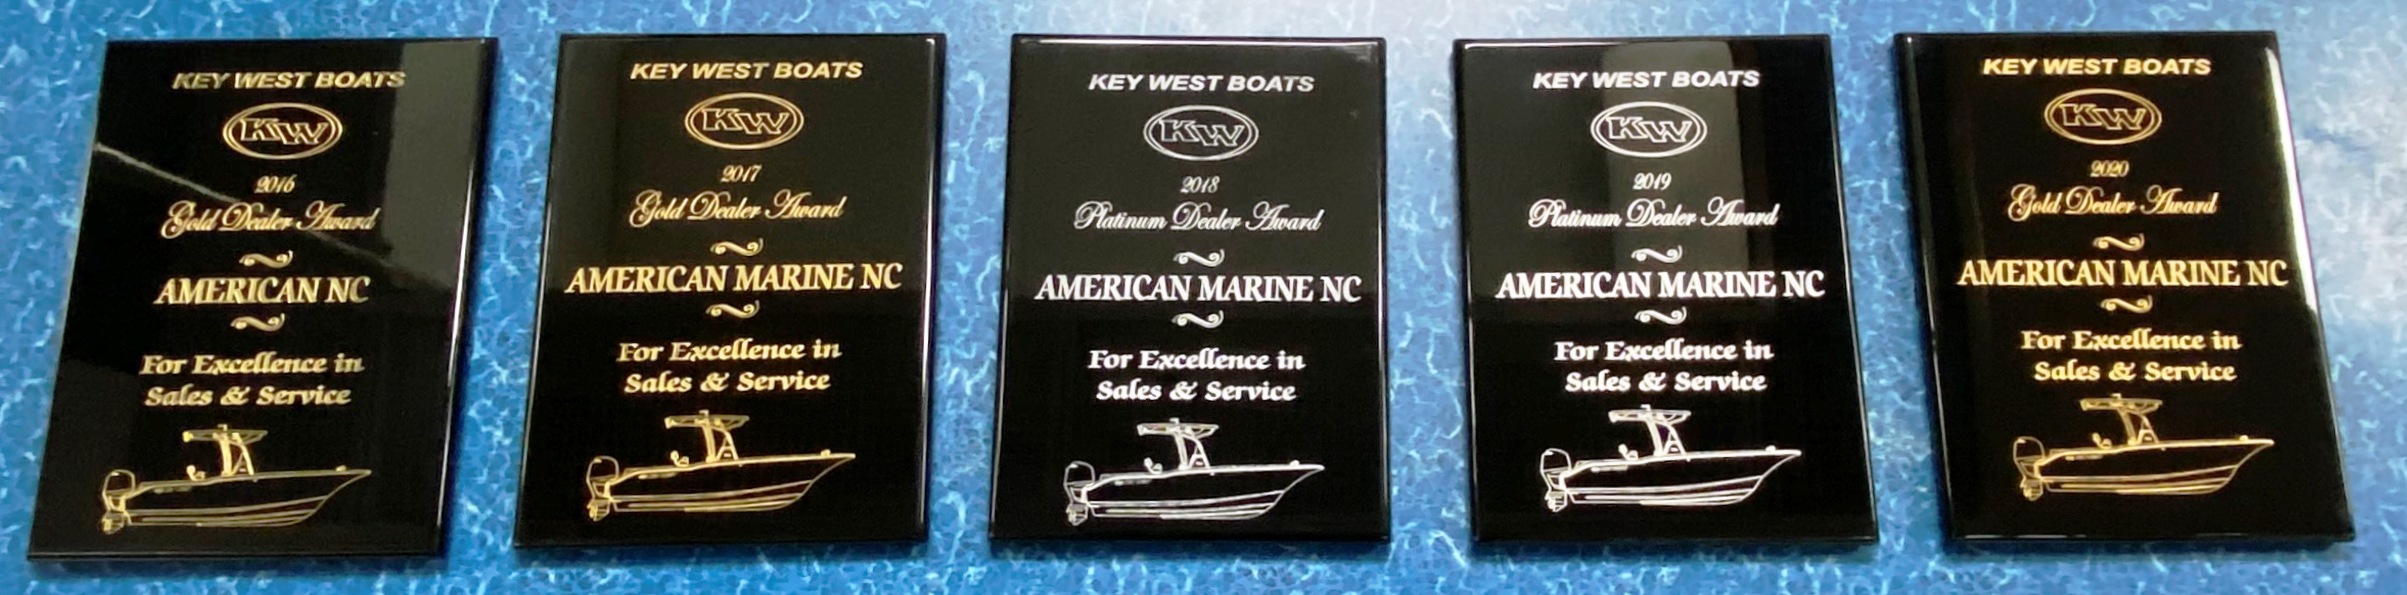 KEY WEST BOATS
KW
2016
Gold Dealer Award
AMERICAN NC
For Excellence in
Sales & Service
KEY WEST BOATS
KW
2017
Gold Dealer Award
AMERICAN MARINE NC
For Excellence in
Sales & Service
KEY WEST BOATS
KW
2018
Platinum Dealer Award
AMERICAN MARINE NC
For Excellence in
Sales & Service
KEY WEST BOATS
KW
2019
Platinum Dealer Award
AMERICAN MARINE NC
For Excellence in
Sales & Service
KEY WEST BOATS
KW
2020
Gold Dealer Award
AMERICAN MARINE NC
For Excellence in
Sales & Service